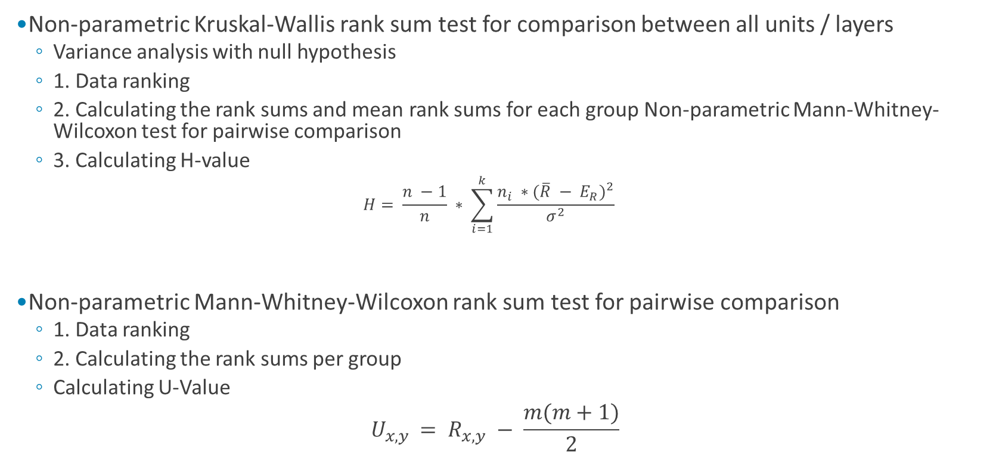 •Non-parametric Kruskal-Wallis rank sum test for comparison between all units / layers
◦ Variance analysis with null hypothesis
◦ 1. Data ranking
◦ 2. Calculating the rank sums and mean rank sums for each group Non-parametric Mann-Whitney-
Wilcoxon test for pairwise comparison
◦ 3. Calculating H-value
H = \frac{n - 1}{n} * \sum_{i=1}^{k} \frac{n_i * (\bar{R} - E_R)^2}{σ^2}
•Non-parametric Mann-Whitney-Wilcoxon rank sum test for pairwise comparison
◦ 1. Data ranking
◦ 2. Calculating the rank sums per group
◦ Calculating U-Value
U_{x,y} = R_{x,y} - \frac{m(m + 1)}{2}